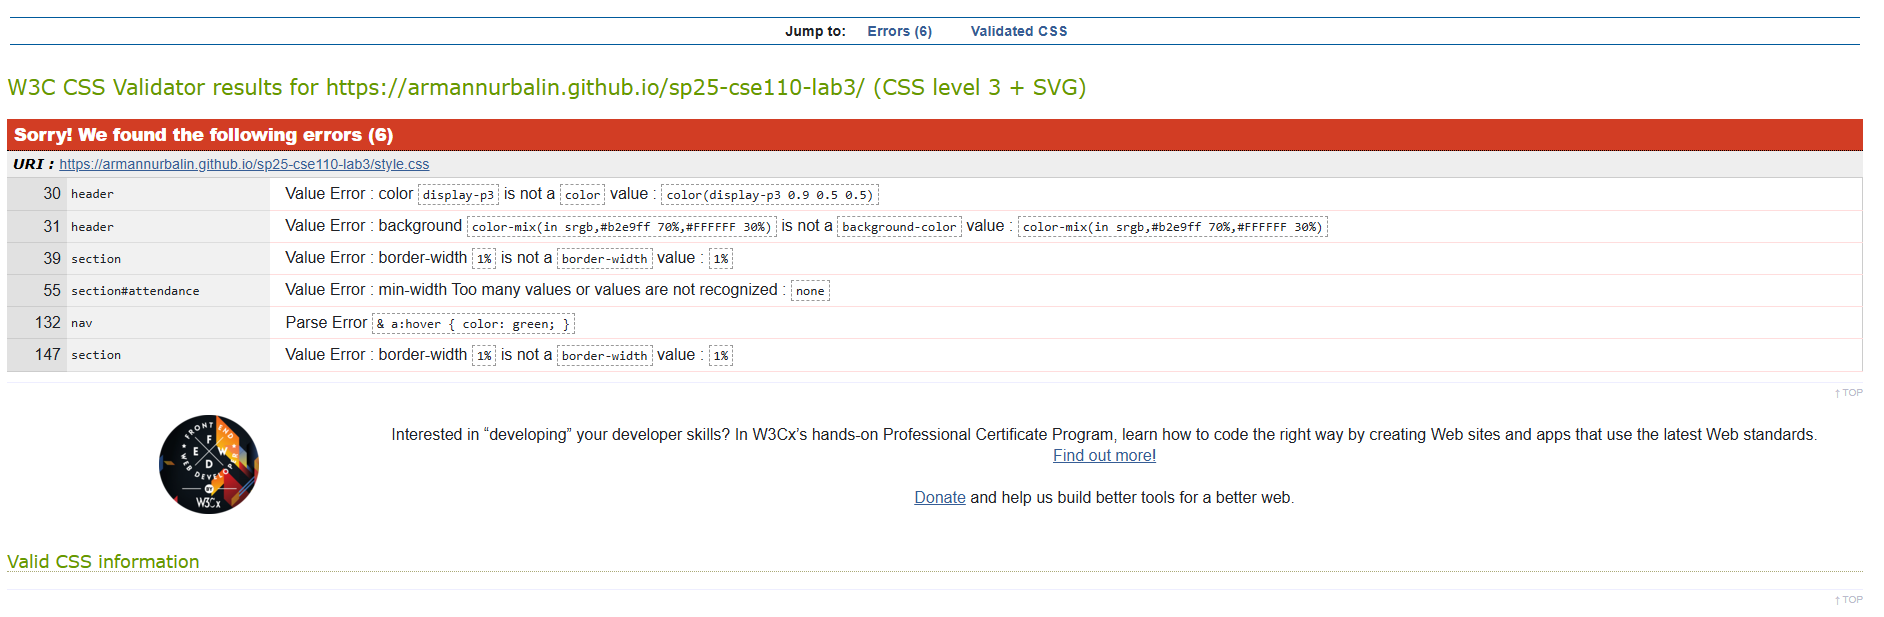 Jump to: Errors (6) Validated CSS
W3C CSS Validator results for https://armannurbalin.github.io/sp25-cse110-lab3/ (CSS level 3 + SVG)
Sorry! We found the following errors (6)
URI : https://armannurbalin.github.io/sp25-cse110-lab3/style.css
30 header Value Error : color display-p3 is not a color value : color(display-p3 0.9 0.5 0.5)
31 header Value Error : background color-mix(in srgb,#b2e9ff 70%,#FFFFFF 30%) is not a background-color value : color-mix(in srgb,#b2e9ff 70%,#FFFFFF 30%)
39 section Value Error : border-width 1% is not a border-width value : 1%
55 section#attendance Value Error : min-width Too many values or values are not recognized : none
132 nav Parse Error & a:hover { color: green; }
147 section Value Error : border-width 1% is not a border-width value : 1%
↑ TOP
FRONT END
F
E W
D
WEB DEVELOPER
W3Cx
Interested in “developing” your developer skills? In W3Cx’s hands-on Professional Certificate Program, learn how to code the right way by creating Web sites and apps that use the latest Web standards.
Find out more!
Donate and help us build better tools for a better web.
Valid CSS information
↑ TOP